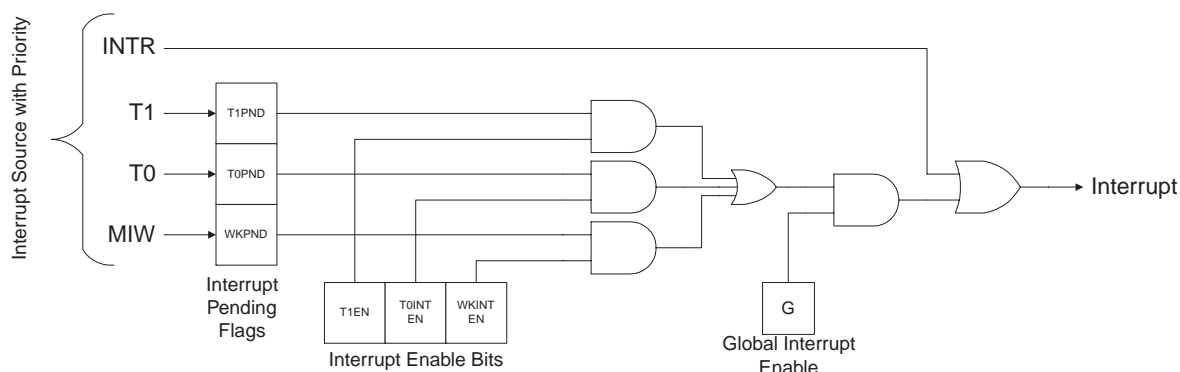 Interrupt Source with Priority
INTR
T1
T1PND
T0
T0PND
MIW
WKPND
Interrupt
Pending
Flags
T1EN
T0INT
EN
WKINT
EN
Interrupt Enable Bits
G
Global Interrupt
Enable
Interrupt